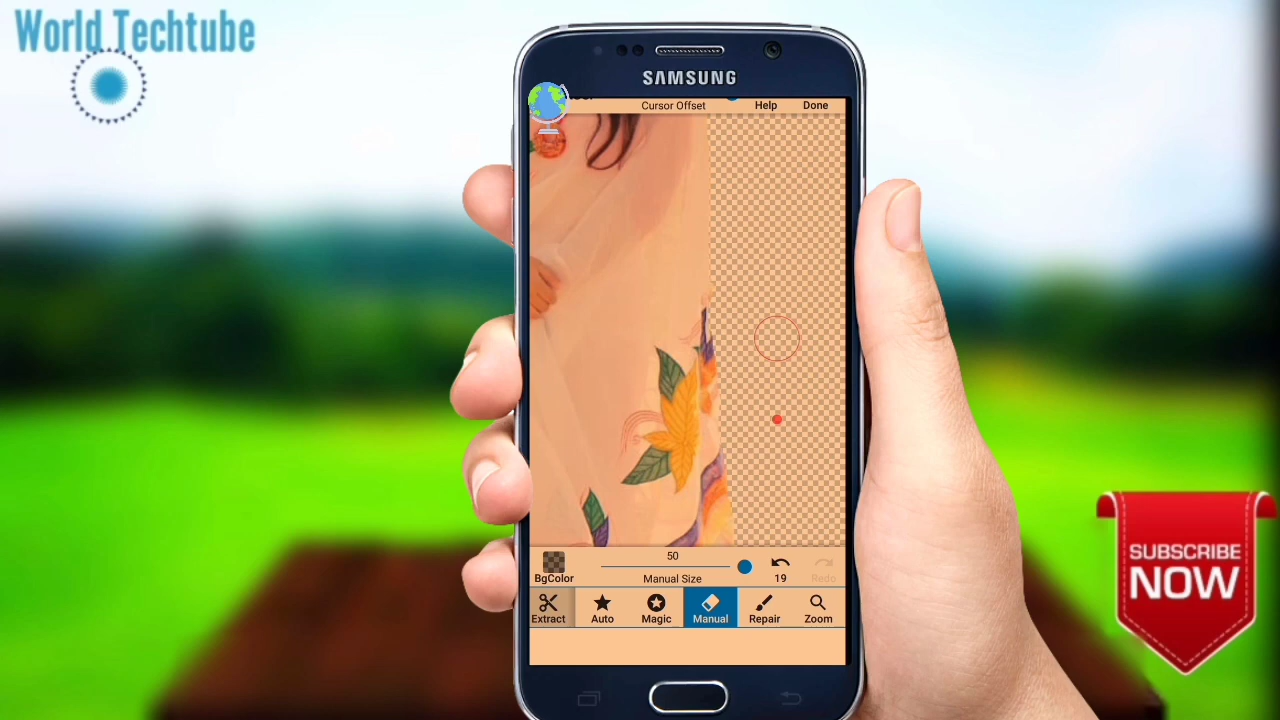 World Techtube
SAMSUNG
Cursor Offset
Help
Done
50
BgColor
Manual Size
19
Redo
Extract
Auto
Magic
Manual
Repair
Zoom
SUBSCRIBE
NOW